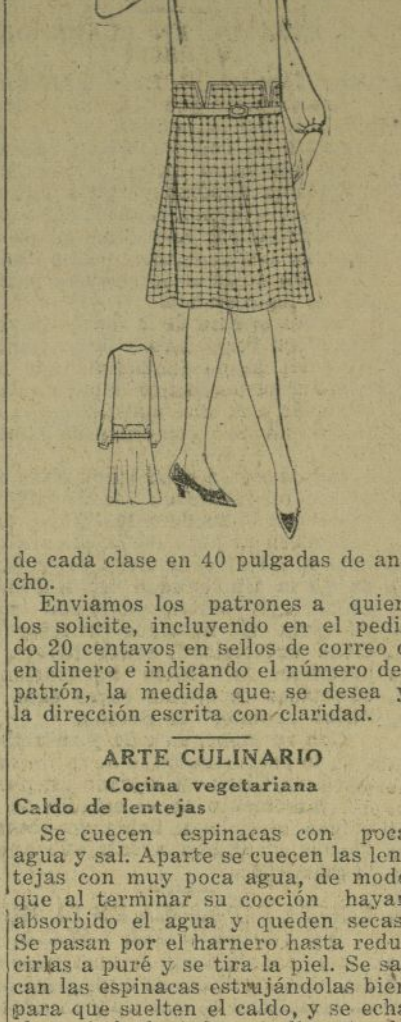 de cada clase en 40 pulgadas de an
cho.
Enviamos los patrones a quien
los solicite, incluyendo en el pedi
do 20 centavos en sellos de correo o
en dinero e indicando el número de
patrón, la medida que se desea y
la dirección escrita con claridad.
ARTE CULINARIO
Cocina vegetariana
Caldo de lentejas
Se cuecen espinacas con poca
agua y sal. Aparte se cuecen las len
tejas con muy poca agua, de modo
que al terminar su cocción hayan
absorbido el agua y queden secas.
Se pasan por el harnero hasta redu
cirlas a puré y se tira la piel. Se sa
can las espinacas estrujándolas bien
para que suelten el caldo, y se echa